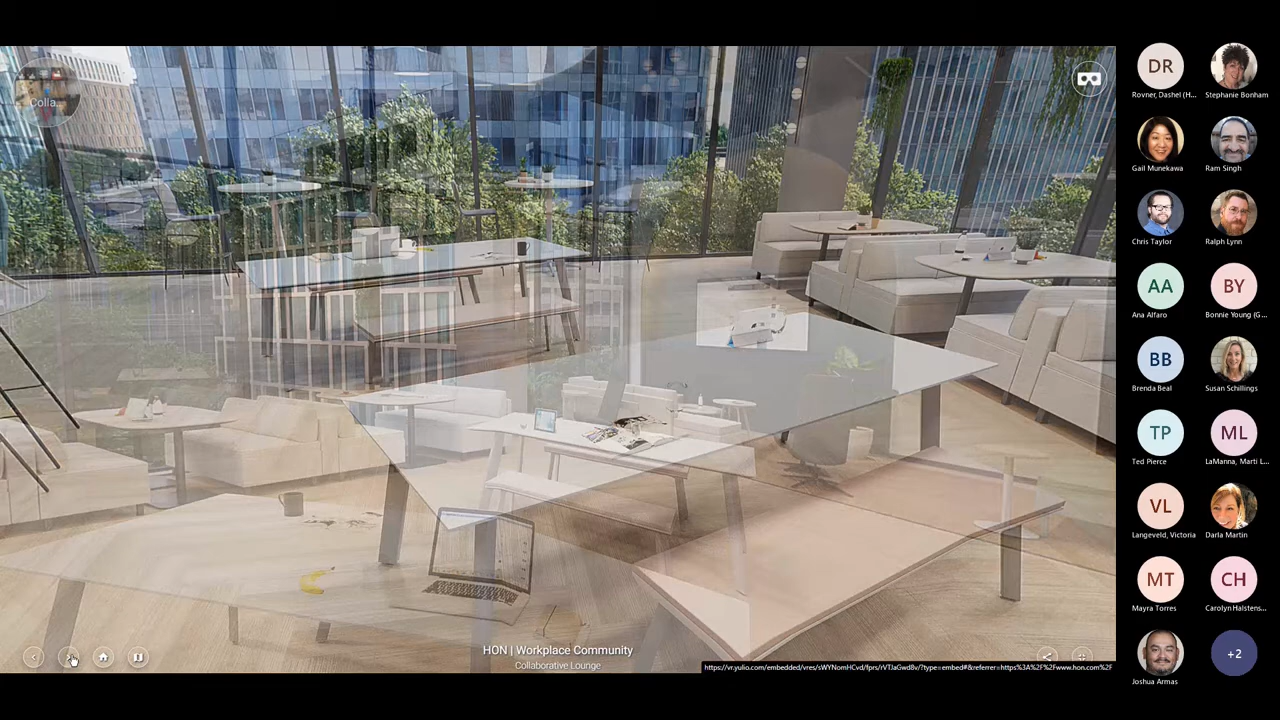 Colla...
DR
Rovner, Dashel (H...
Stephanie Bonham
Gail Munekawa
Ram Singh
Chris Taylor
Ralph Lynn
AA
Ana Alfaro
BY
Bonnie Young (G...
BB
Brenda Beal
Susan Schillings
TP
Ted Pierce
ML
LaManna, Marti L...
VL
Langeveld, Victoria
Darla Martin
MT
Mayra Torres
CH
Carolyn Halstens...
Joshua Armas
+2
HON | Workplace Community
Collaborative Lounge